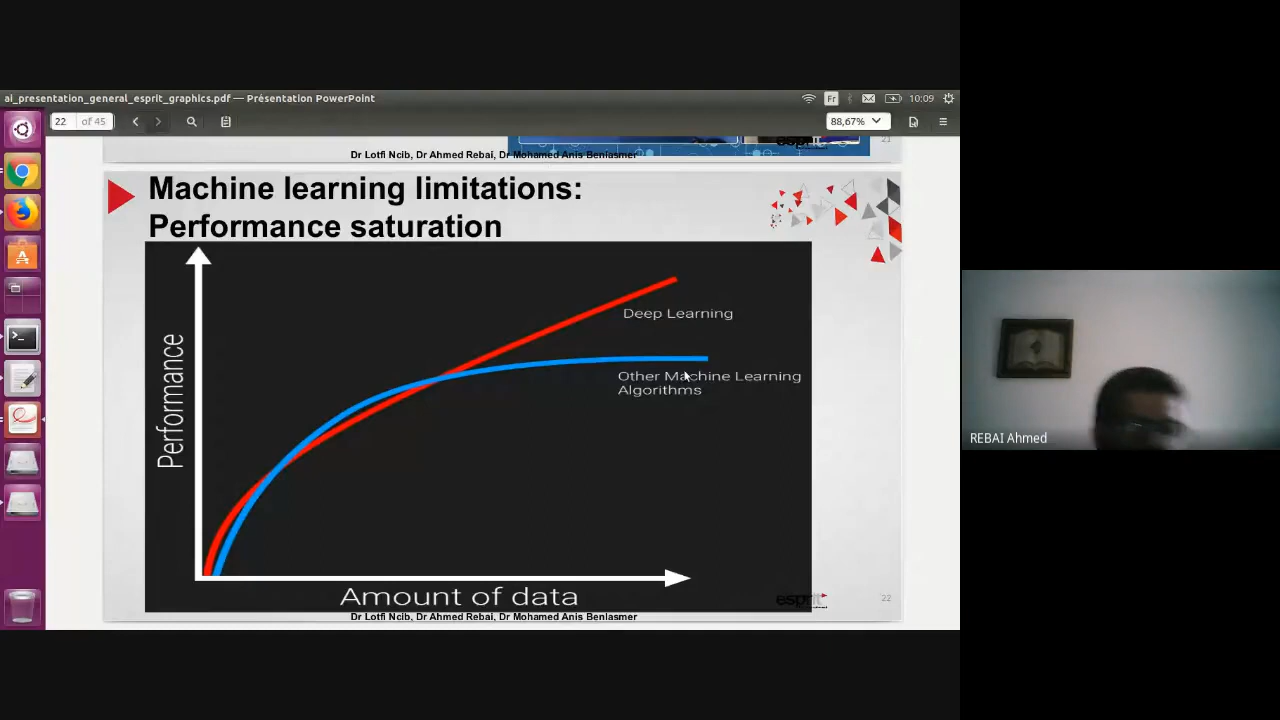 ai_presentation_general_esprit_graphics.pdf — Présentation PowerPoint
Fr
10:09
22 of 45
88,67%
21
Dr Lotfi Ncib, Dr Ahmed Rebai, Dr Mohamed Anis Benlasmer
Machine learning limitations:
Performance saturation
Performance
Deep Learning
Other Machine Learning
Algorithms
Amount of data
esprit
22
Dr Lotfi Ncib, Dr Ahmed Rebai, Dr Mohamed Anis Benlasmer
REBAI Ahmed